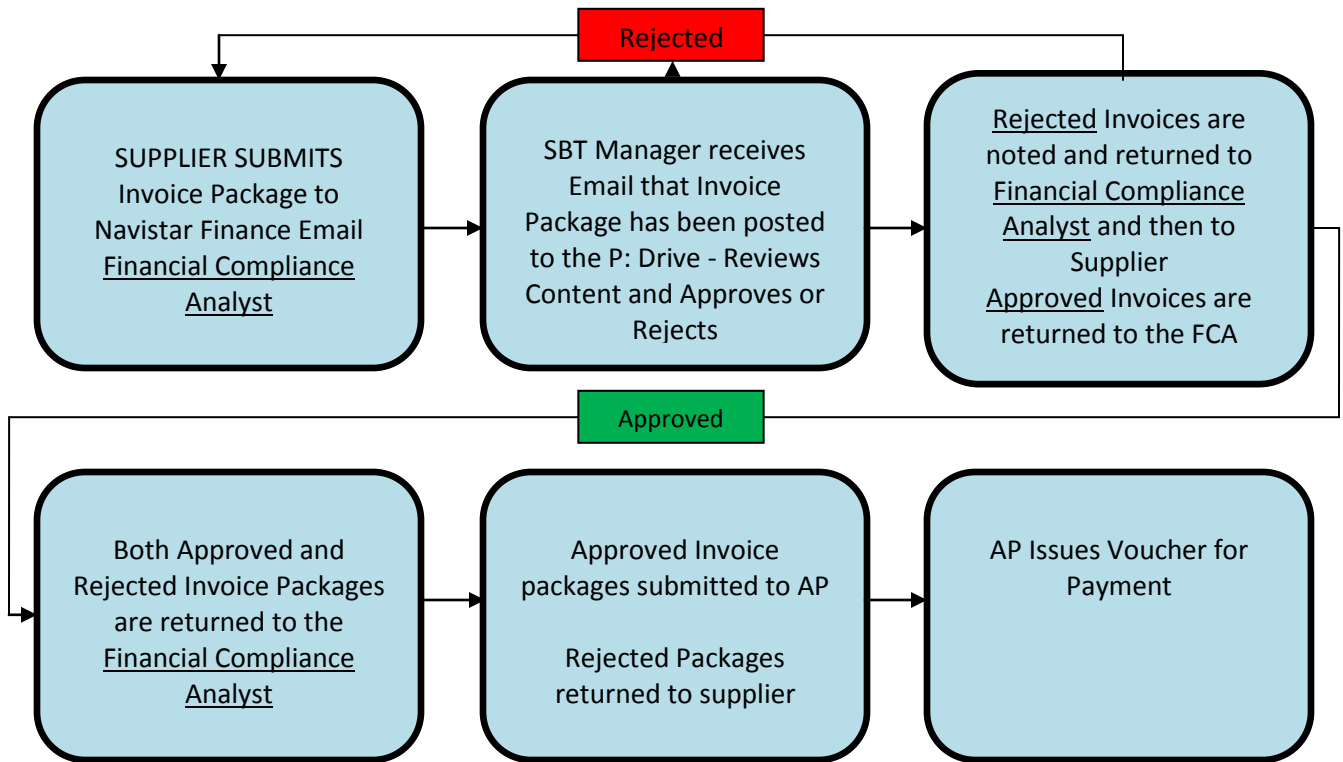 Rejected
SUPPLIER SUBMITS
Invoice Package to
Navistar Finance Email
Financial Compliance
Analyst
SBT Manager receives
Email that Invoice
Package has been posted
to the P: Drive - Reviews
Content and Approves or
Rejects
Rejected Invoices are
noted and returned to
Financial Compliance
Analyst and then to
Supplier
Approved Invoices are
returned to the FCA
Approved
Both Approved and
Rejected Invoice Packages
are returned to the
Financial Compliance
Analyst
Approved Invoice
packages submitted to AP
Rejected Packages
returned to supplier
AP Issues Voucher for
Payment